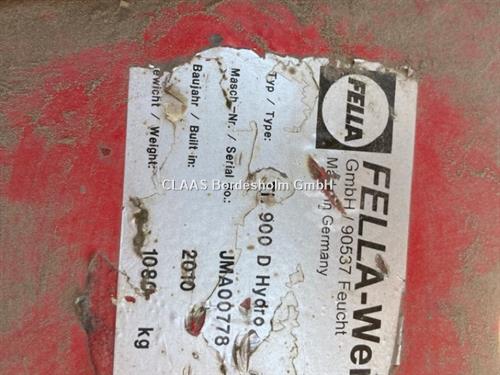 FELLA
FELLA-We
GmbH / 90537 Feucht
Made in Germany
Typ / Type: 900 D Hydro
Masch-Nr. / Serial no.: JMA00778
Baujahr / Built in: 2010
ewicht / Weight: 1080 kg
CLAAS Bordesholm GmbH